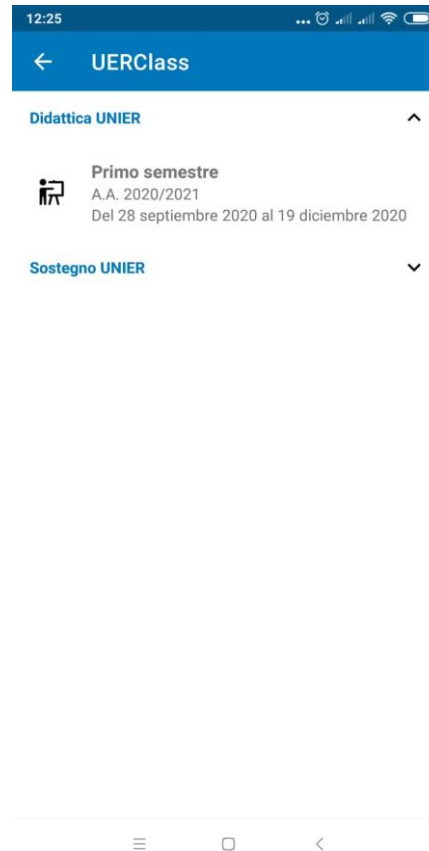 12:25
UERClass
Didattica UNIER
Primo semestre
A.A. 2020/2021
Del 28 septiembre 2020 al 19 diciembre 2020
Sostegno UNIER